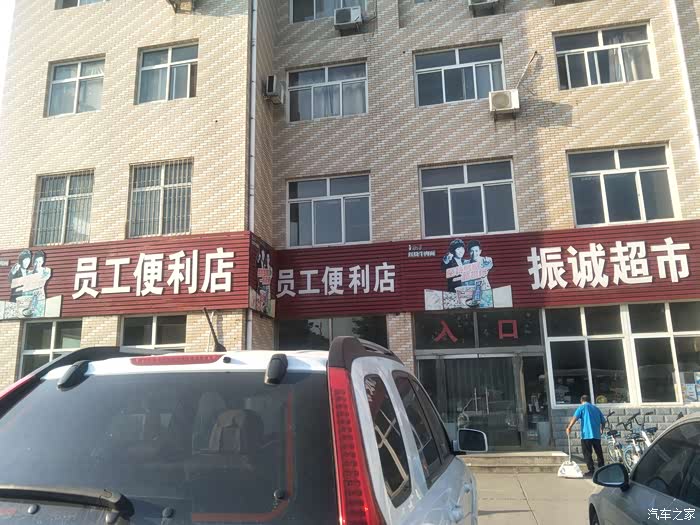 员工便利店
员工便利店
振诚超市
入口
汽车之家